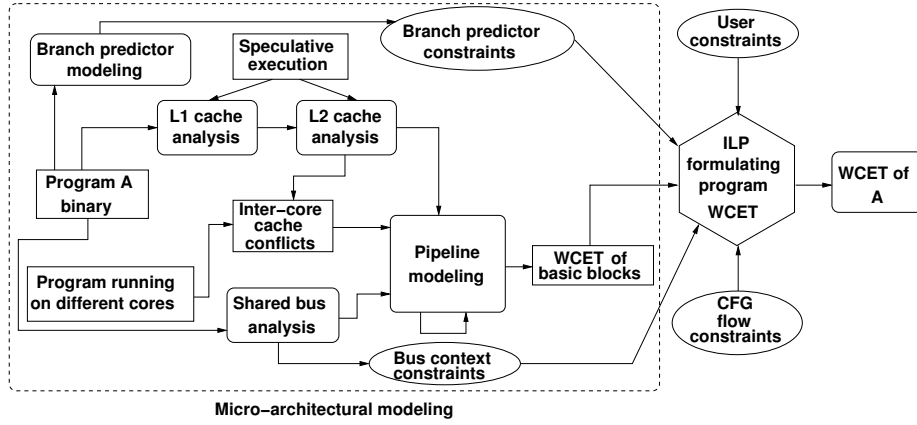 Branch predictor
modeling
Speculative
execution
Branch predictor
constraints
User
constraints
L1 cache
analysis
L2 cache
analysis
ILP
formulating
program
WCET
WCET of
A
Program A
binary
Inter−core
cache
conflicts
Pipeline
modeling
WCET of
basic blocks
Program running
on different cores
Shared bus
analysis
CFG
flow
constraints
Bus context
constraints
Micro−architectural modeling